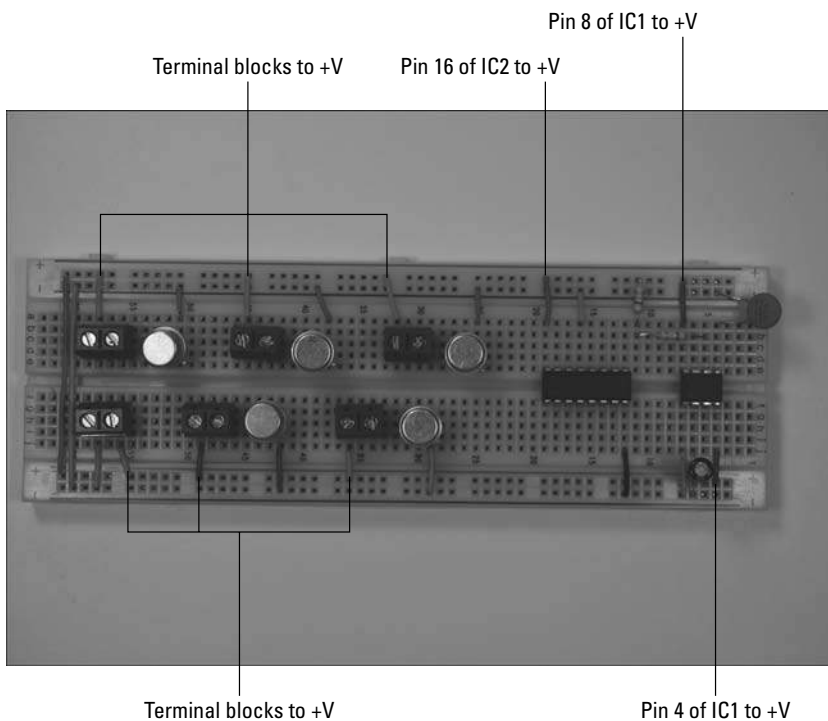 Pin 8 of IC1 to +V
Terminal blocks to +V
Pin 16 of IC2 to +V
Terminal blocks to +V
Pin 4 of IC1 to +V